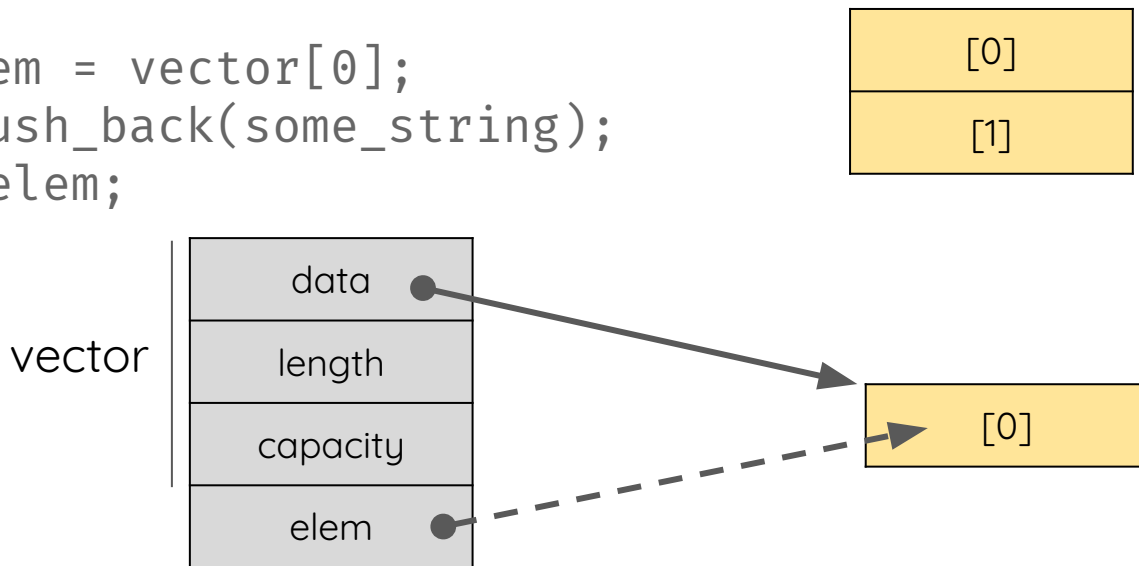 em = vector[0];
ush_back(some_string);
elem;
[0]
[1]
vector
data
length
capacity
elem
[0]